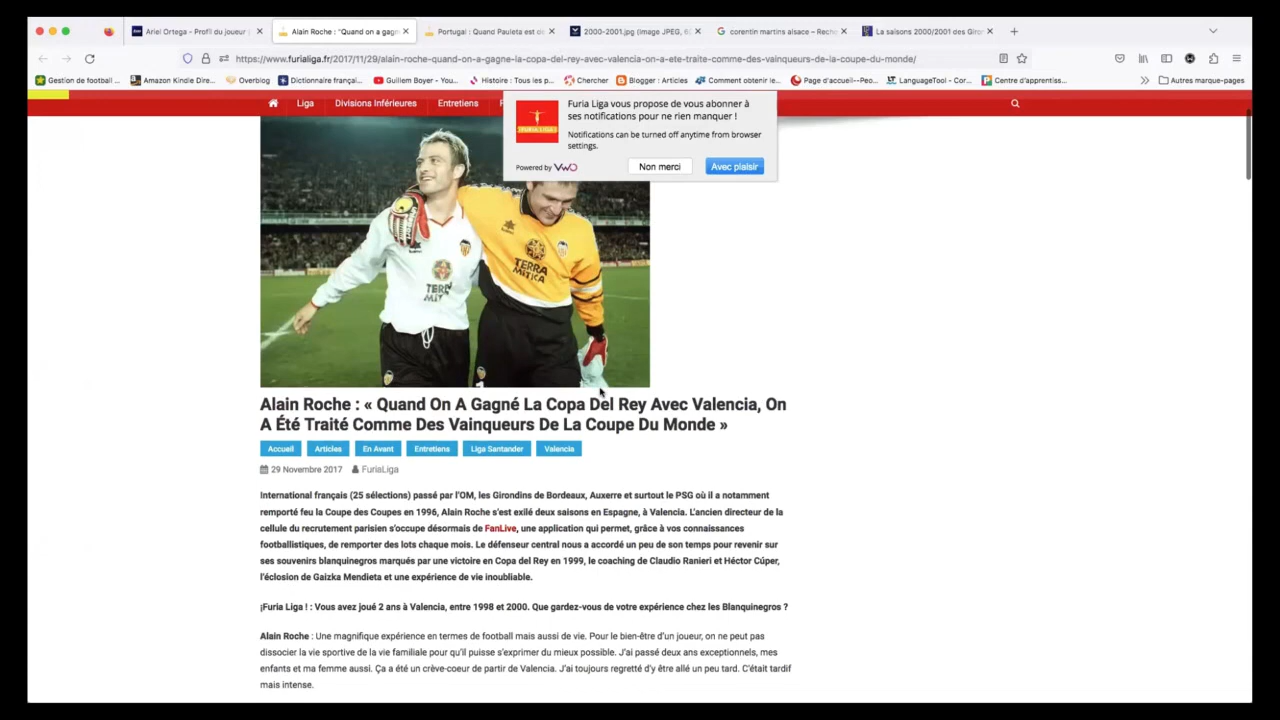 Ariel Ortega - Profil du joueur
Alain Roche : "Quand on a gagn
Portugal : Quand Pauleta est de
2000-2001.jpg (image JPEG, 6
corentin martins alsace – Reche
La saisons 2000/2001 des Giro
https://www.furialiga.fr/2017/11/29/alain-roche-quand-on-a-gagne-la-copa-del-rey-avec-valencia-on-a-ete-traite-comme-des-vainqueurs-de-la-coupe-du-monde/
Gestion de football ...
Amazon Kindle Dire...
Overblog
Dictionnaire françai...
Guillem Boyer - You...
Histoire : Tous les p...
Chercher
Blogger : Articles
Comment obtenir le...
Page d'accueil--Peo...
LanguageTool - Cor...
Centre d'apprentiss...
Autres marque-pages
Liga
Divisions Inférieures
Entretiens
Furia Liga vous propose de vous abonner à
ses notifications pour ne rien manquer !
Notifications can be turned off anytime from browser
settings.
FURIA LIGA
Powered by VWO
Non merci
Avec plaisir
TERRA
MÍTICA
TERRA
MÍTICA
Alain Roche : « Quand On A Gagné La Copa Del Rey Avec Valencia, On
A Été Traité Comme Des Vainqueurs De La Coupe Du Monde »
Accueil
Articles
En Avant
Entretiens
Liga Santander
Valencia
29 Novembre 2017
FuriaLiga
International français (25 sélections) passé par l'OM, les Girondins de Bordeaux, Auxerre et surtout le PSG où il a notamment
remporté feu la Coupe des Coupes en 1996, Alain Roche s'est exilé deux saisons en Espagne, à Valencia. L'ancien directeur de la
cellule du recrutement parisien s'occupe désormais de FanLive, une application qui permet, grâce à vos connaissances
footballistiques, de remporter des lots chaque mois. Le défenseur central nous a accordé un peu de son temps pour revenir sur
ses souvenirs blanquinegros marqués par une victoire en Copa del Rey en 1999, le coaching de Claudio Ranieri et Héctor Cúper,
l'éclosion de Gaizka Mendieta et une expérience de vie inoubliable.
¡Furia Liga ! : Vous avez joué 2 ans à Valencia, entre 1998 et 2000. Que gardez-vous de votre expérience chez les Blanquinegros ?
Alain Roche : Une magnifique expérience en termes de football mais aussi de vie. Pour le bien-être d'un joueur, on ne peut pas
dissocier la vie sportive de la vie familiale pour qu'il puisse s'exprimer du mieux possible. J'ai passé deux ans exceptionnels, mes
enfants et ma femme aussi. Ça a été un crève-coeur de partir de Valencia. J'ai toujours regretté d'y être allé un peu tard. C'était tardif
mais intense.